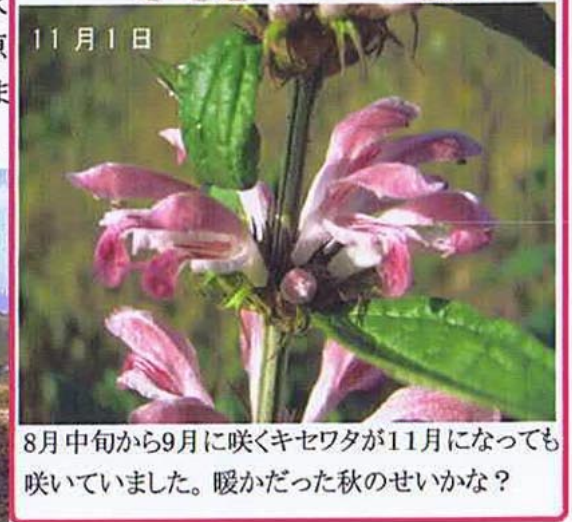 11月1日
8月中旬から9月に咲くキセワタが11月になっても
咲いていました。暖かだった秋のせいかな？